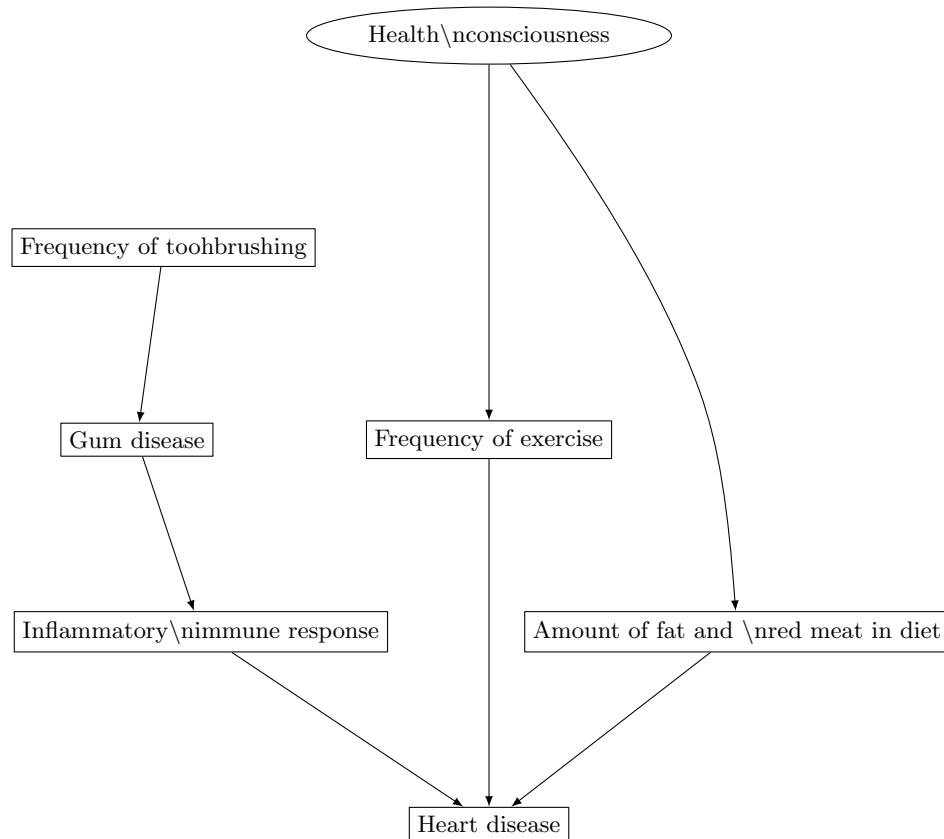 Health\nconsciousness
Frequency of toohbrushing
Gum disease
Frequency of exercise
Inflammatory\nimmune response
Amount of fat and \nred meat in diet
Heart disease